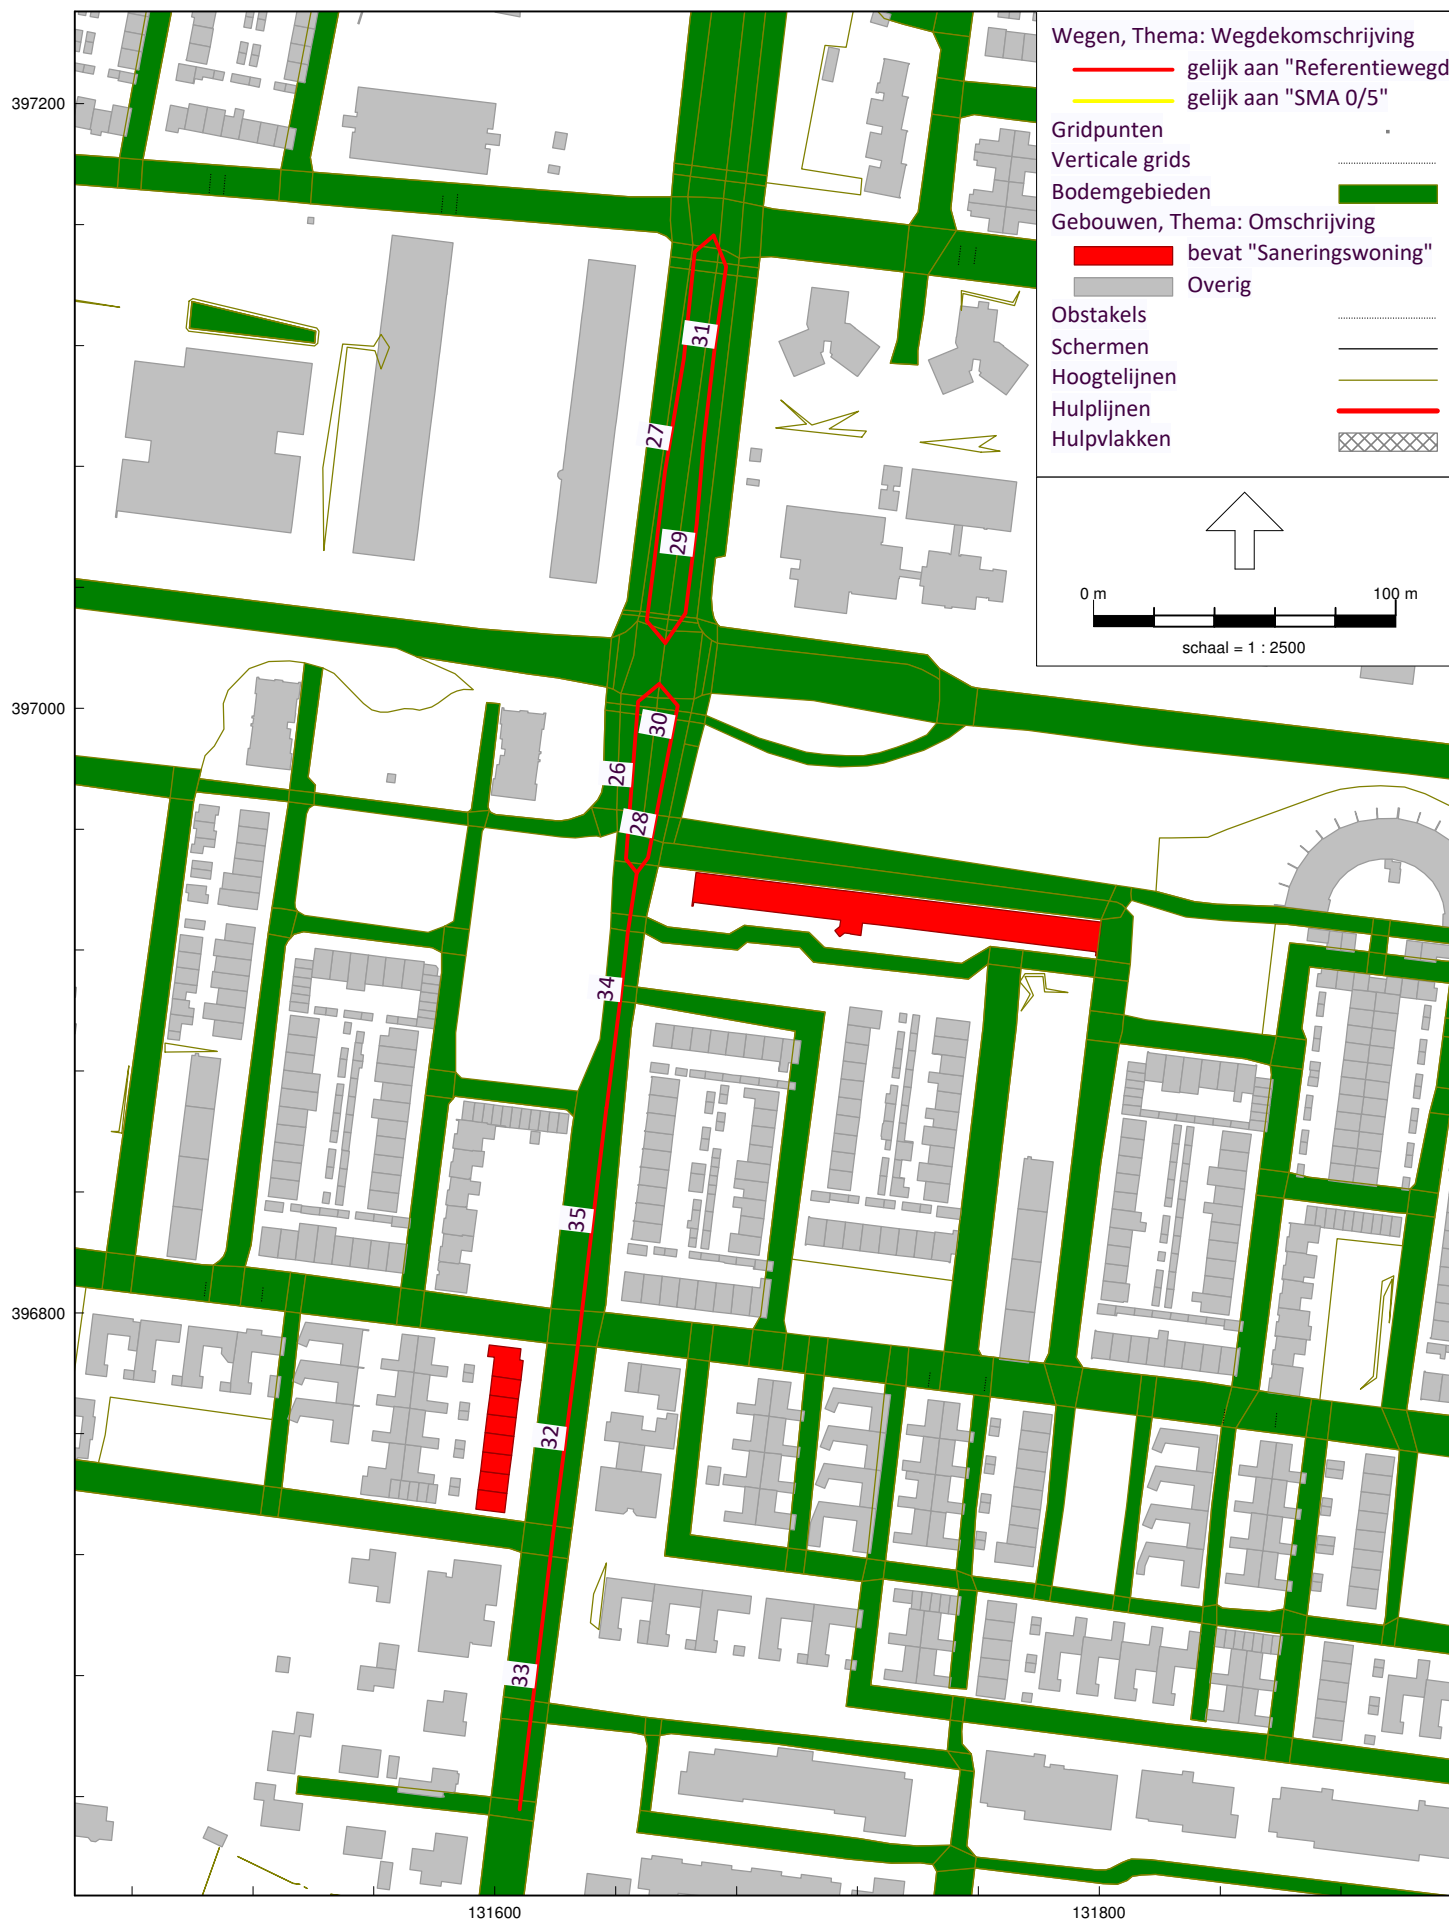 Wegen, Thema: Wegdekomschrijving
gelijk aan "Referentiewegd
gelijk aan "SMA 0/5"
Gridpunten
Verticale grids
Bodemgebieden
Gebouwen, Thema: Omschrijving
bevat "Saneringswoning"
Overig
Obstakels
Schermen
Hoogtelijnen
Hulplijnen
Hulpvlakken
0 m 100 m
schaal = 1 : 2500
397200
31
27
29
397000
30
26
28
34
35
396800
32
33
131600 131800